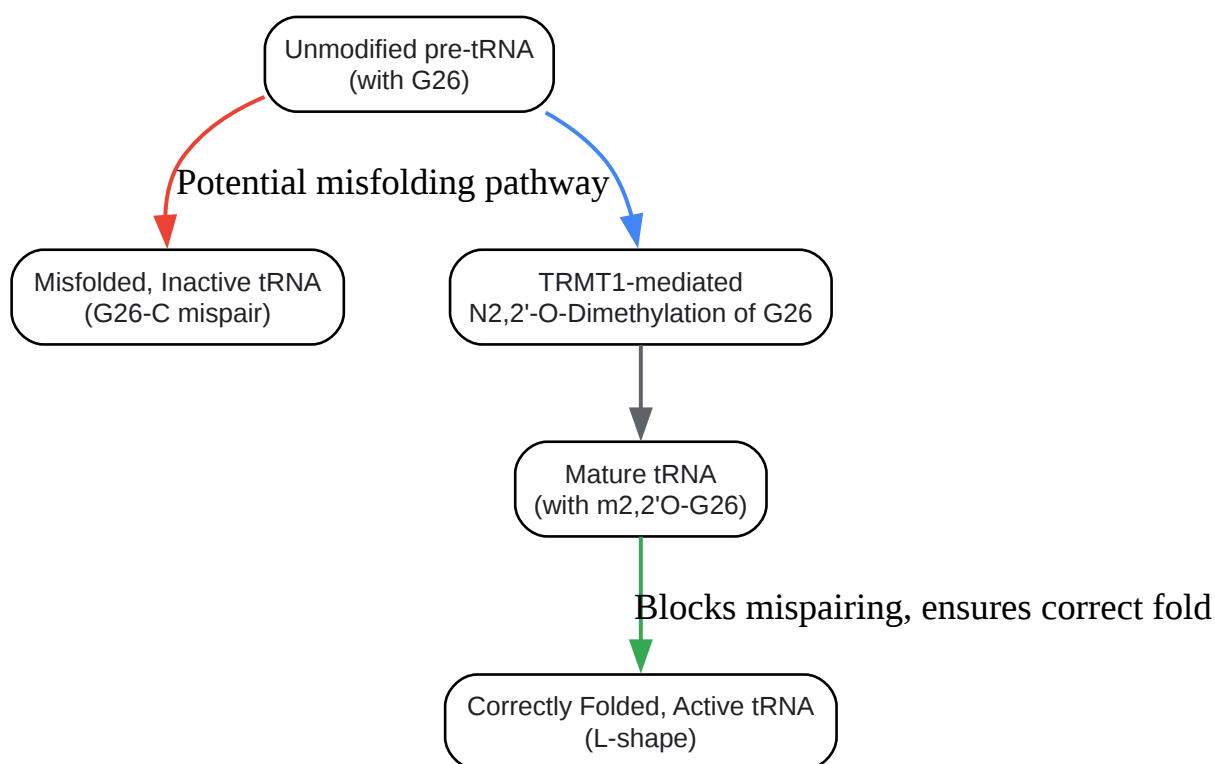 Unmodified pre-tRNA
(with G26)
Potential misfolding pathway
Misfolded, Inactive tRNA
(G26-C mispair)
TRMT1-mediated
N2,2'-O-Dimethylation of G26
Mature tRNA
(with m2,2'O-G26)
Blocks mispairing, ensures correct fold
Correctly Folded, Active tRNA
(L-shape)